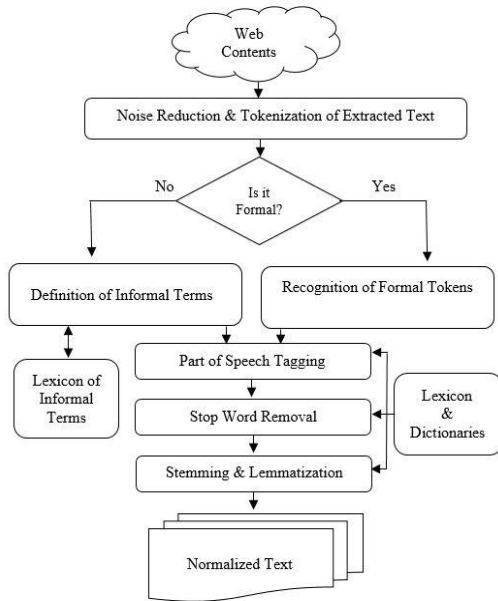 Web
Contents
Noise Reduction & Tokenization of Extracted Text
No
Is it
Formal?
Yes
Definition of Informal Terms
Recognition of Formal Tokens
Part of Speech Tagging
Lexicon of
Informal
Terms
Stop Word Removal
Lexicon
&
Dictionaries
Stemming & Lemmatization
Normalized Text